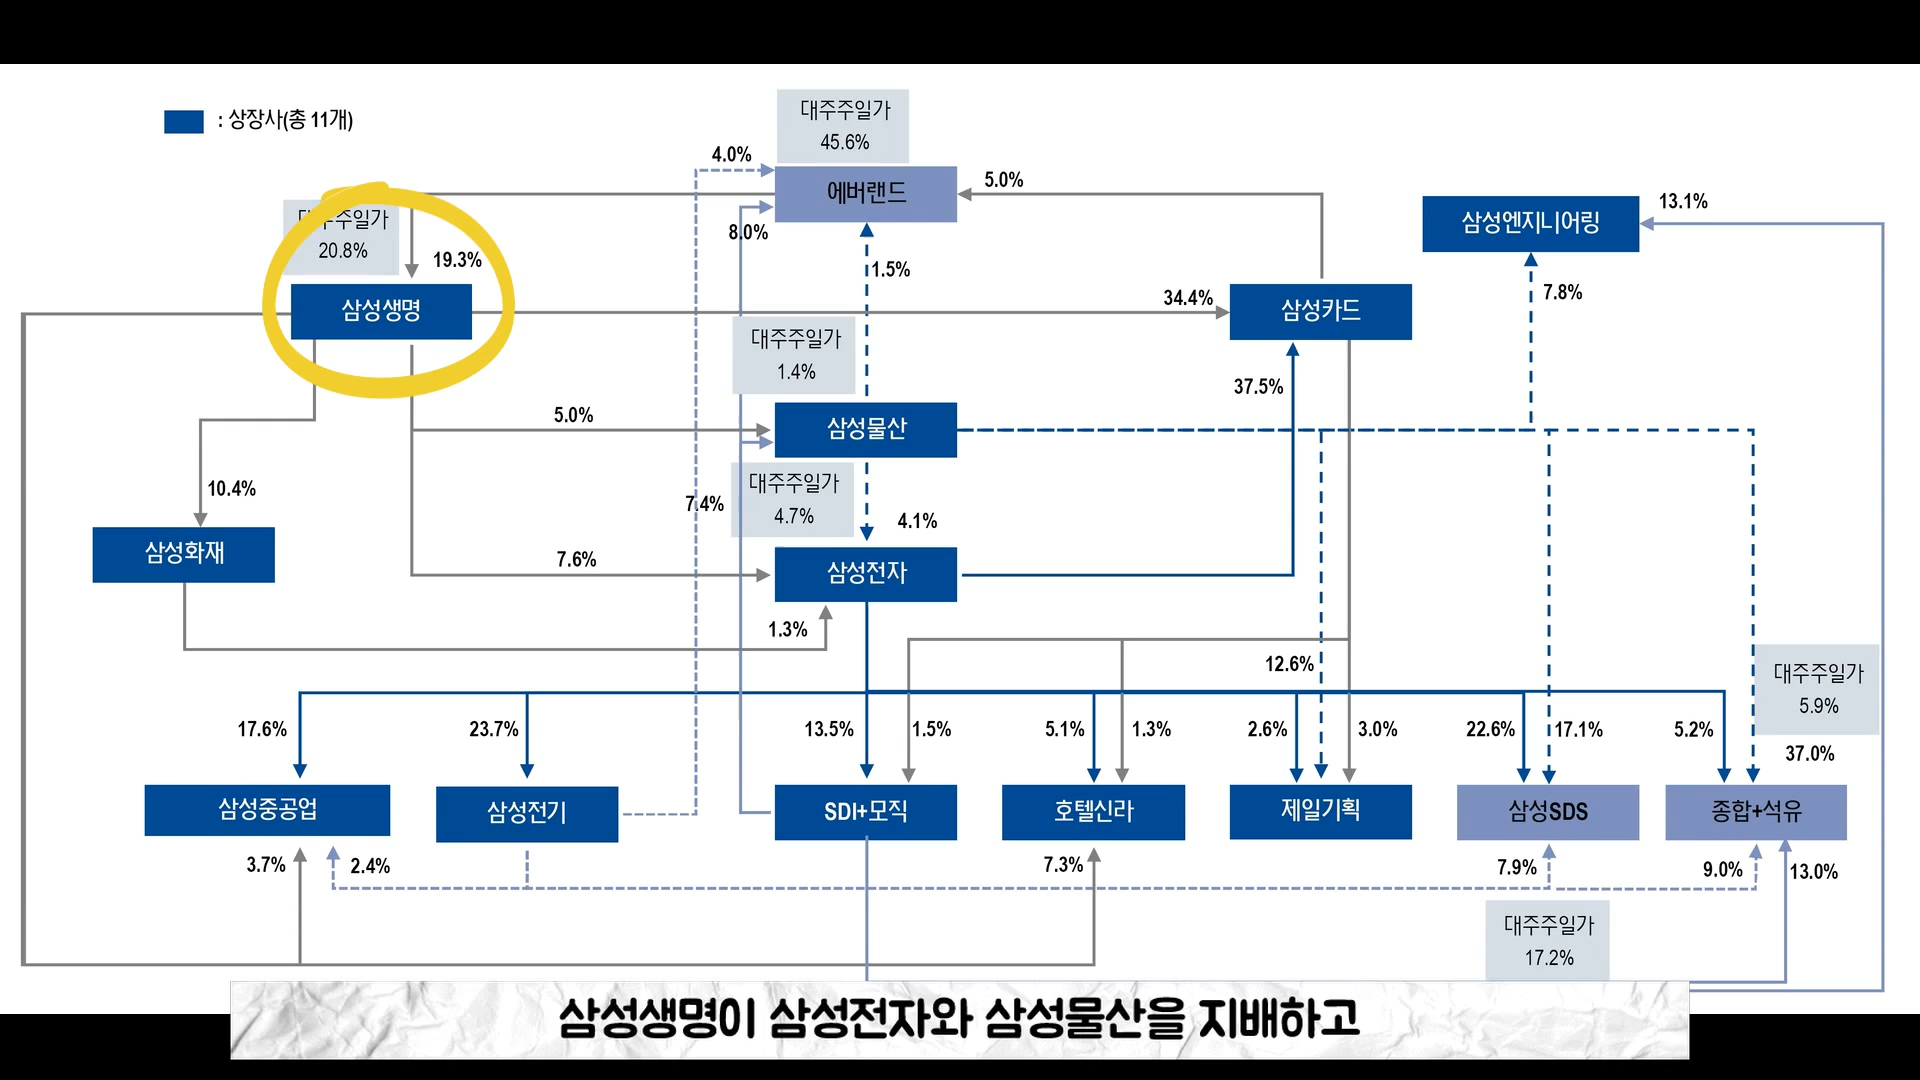 : 상장사(총 11개)
대주주일가
45.6%
4.0%
에버랜드
5.0%
8.0%
1.5%
삼성엔지니어링
13.1%
7.8%
대주주일가
20.8%
19.3%
삼성생명
34.4%
삼성카드
37.5%
대주주일가
1.4%
5.0%
삼성물산
10.4%
7.4%
대주주일가
4.7%
4.1%
삼성화재
7.6%
삼성전자
1.3%
12.6%
대주주일가
5.9%
37.0%
17.6%
23.7%
13.5%
1.5%
5.1%
1.3%
2.6%
3.0%
22.6%
17.1%
5.2%
삼성중공업
삼성전기
SDI+모직
호텔신라
제일기획
삼성SDS
종합+석유
3.7%
2.4%
7.3%
7.9%
9.0%
13.0%
대주주일가
17.2%
삼성생명이 삼성전자와 삼성물산을 지배하고